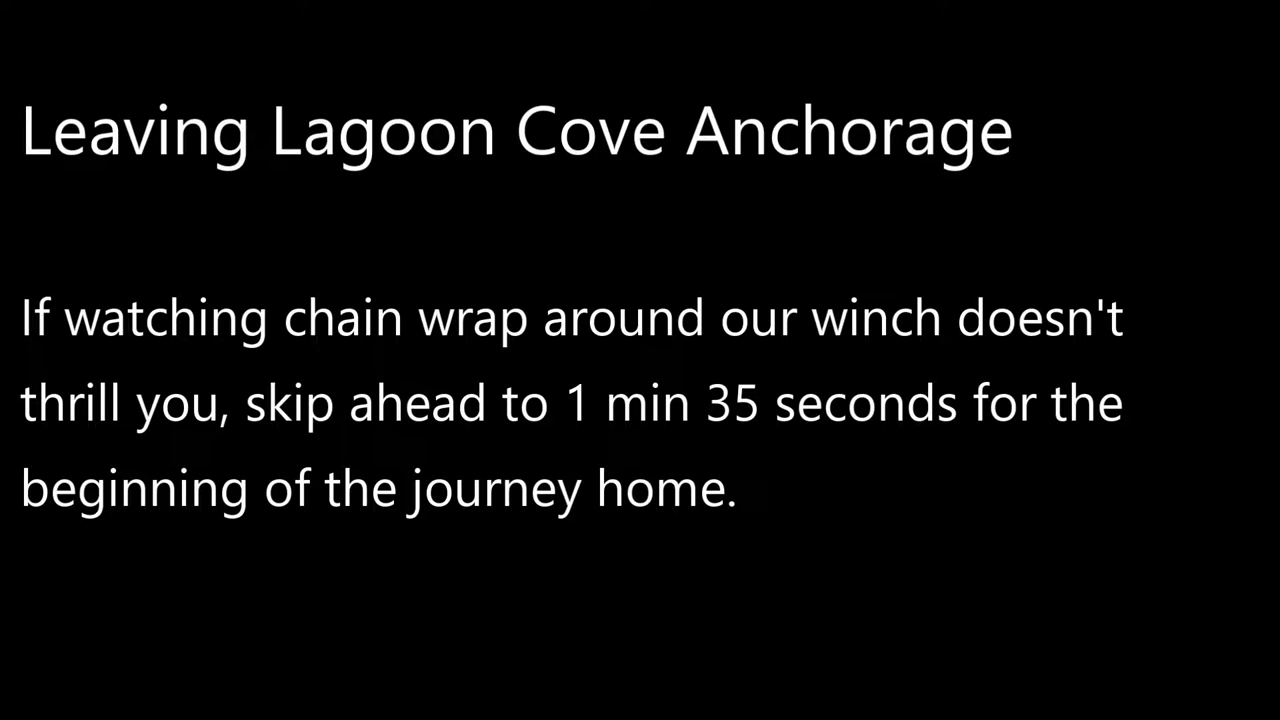 Leaving Lagoon Cove Anchorage
If watching chain wrap around our winch doesn't
thrill you, skip ahead to 1 min 35 seconds for the
beginning of the journey home.